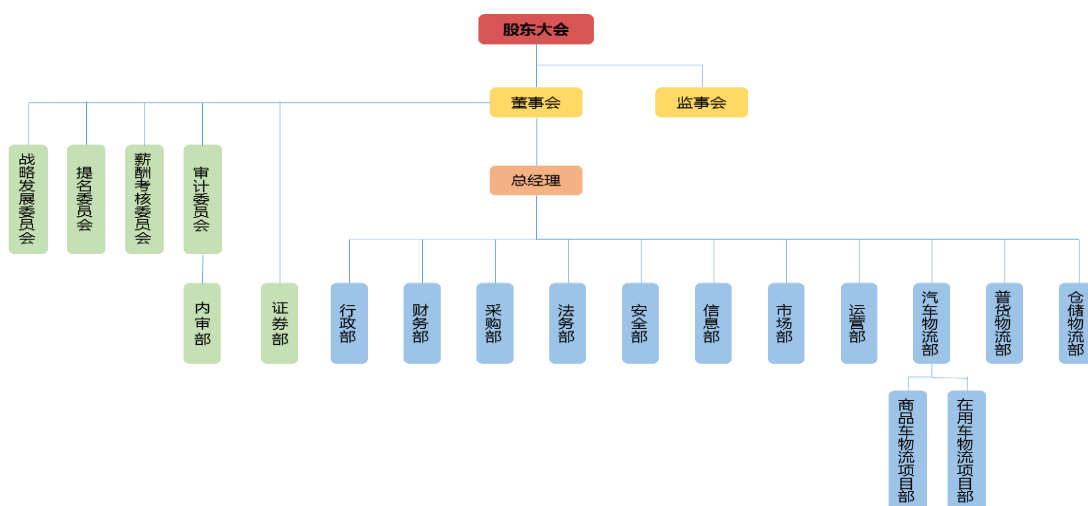 股东大会
董事会
监事会
总经理
战略发展委员会
提名委员会
薪酬考核委员会
审计委员会
内审部
证券部
行政部
财务部
采购部
法务部
安全部
信息部
市场部
运营部
汽车物流部
普货物流部
仓储物流部
商品车物流项目部
在用车物流项目部